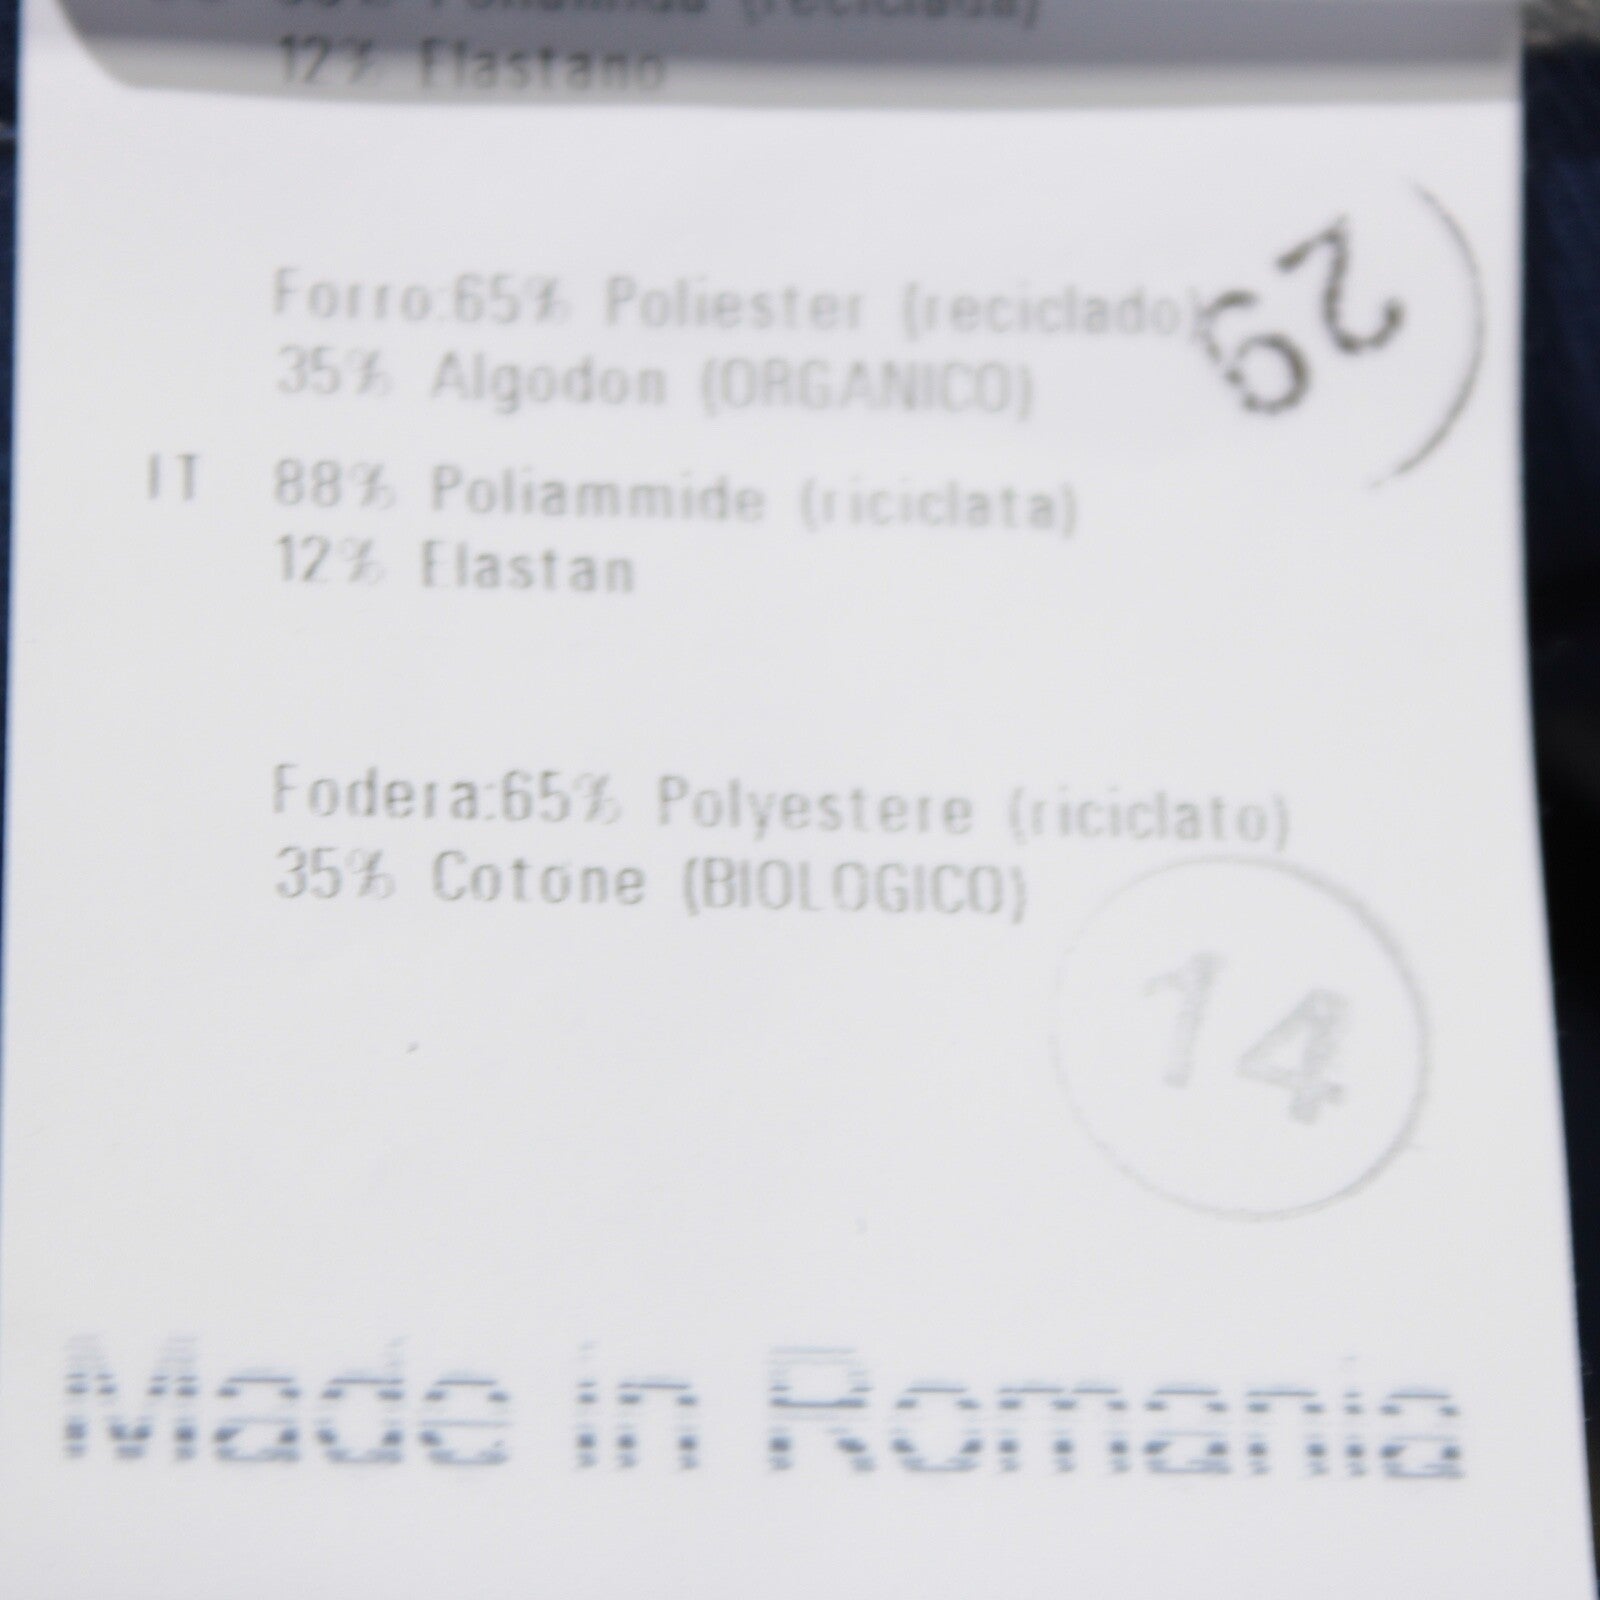 12% Elastano
Forro:65% Poliester (reciclado)
35% Algodon (ORGANICO)
IT 88% Poliammide (riciclata)
12% Elastan
Fodera:65% Polyestere (riciclato)
35% Cotone (BIOLOGICO)
14
Made in Romania